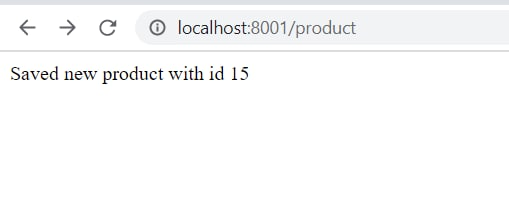 localhost:8001/product
Saved new product with id 15